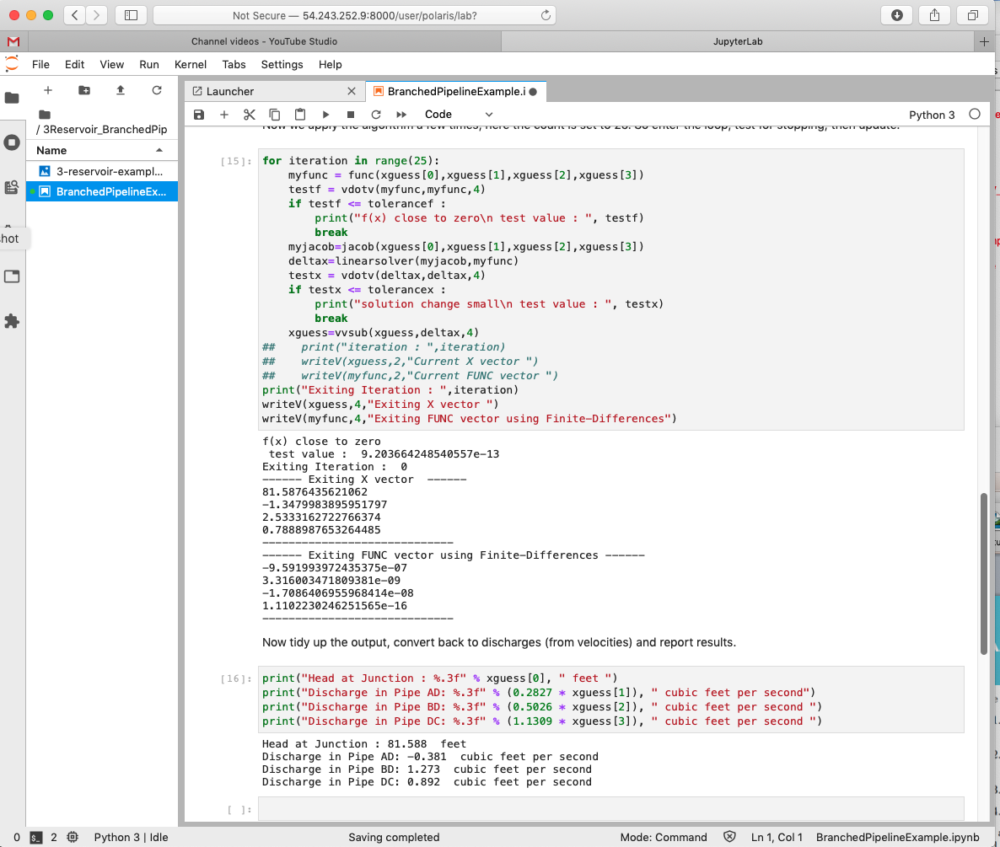 Not Secure — 54.243.252.9:8000/user/polaris/lab?
Channel videos - YouTube Studio
JupyterLab
File Edit View Run Kernel Tabs Settings Help
Launcher
BranchedPipelineExample.i
Code
Python 3
/ 3Reservoir_BranchedPip
Name
3-reservoir-exampl...
BranchedPipelineEx...
hot
Now we apply the algorithm a few times, here the count is set to 25. So enter the loop, test for stopping, then update.
[15]:
for iteration in range(25):
    myfunc = func(xguess[0],xguess[1],xguess[2],xguess[3])
    testf = vdotv(myfunc,myfunc,4)
    if testf <= tolerancef :
        print("f(x) close to zero\n test value : ", testf)
        break
    myjacob=jacob(xguess[0],xguess[1],xguess[2],xguess[3])
    deltax=linearsolver(myjacob,myfunc)
    testx = vdotv(deltax,deltax,4)
    if testx <= tolerancex :
        print("solution change small\n test value : ", testx)
        break
    xguess=vvsub(xguess,deltax,4)
##    print("iteration : ",iteration)
##    writeV(xguess,2,"Current X vector ")
##    writeV(myfunc,2,"Current FUNC vector ")
print("Exiting Iteration : ",iteration)
writeV(xguess,4,"Exiting X vector ")
writeV(myfunc,4,"Exiting FUNC vector using Finite-Differences")
f(x) close to zero
 test value :  9.203664248540557e-13
Exiting Iteration :  0
------ Exiting X vector  ------
81.5876435621062
-1.3479983895951797
2.5333162722766374
0.7888987653264485
-----------------------------
------ Exiting FUNC vector using Finite-Differences ------
-9.591993972435375e-07
3.316003471809381e-09
-1.7086406955968414e-08
1.1102230246251565e-16
-----------------------------
Now tidy up the output, convert back to discharges (from velocities) and report results.
[16]:
print("Head at Junction : %.3f" % xguess[0], " feet ")
print("Discharge in Pipe AD: %.3f" % (0.2827 * xguess[1]), " cubic feet per second")
print("Discharge in Pipe BD: %.3f" % (0.5026 * xguess[2]), " cubic feet per second ")
print("Discharge in Pipe DC: %.3f" % (1.1309 * xguess[3]), " cubic feet per second ")
Head at Junction : 81.588  feet
Discharge in Pipe AD: -0.381  cubic feet per second
Discharge in Pipe BD: 1.273  cubic feet per second
Discharge in Pipe DC: 0.892  cubic feet per second
[ ]:
0 $_ 2 Python 3 | Idle Saving completed Mode: Command Ln 1, Col 1 BranchedPipelineExample.ipynb